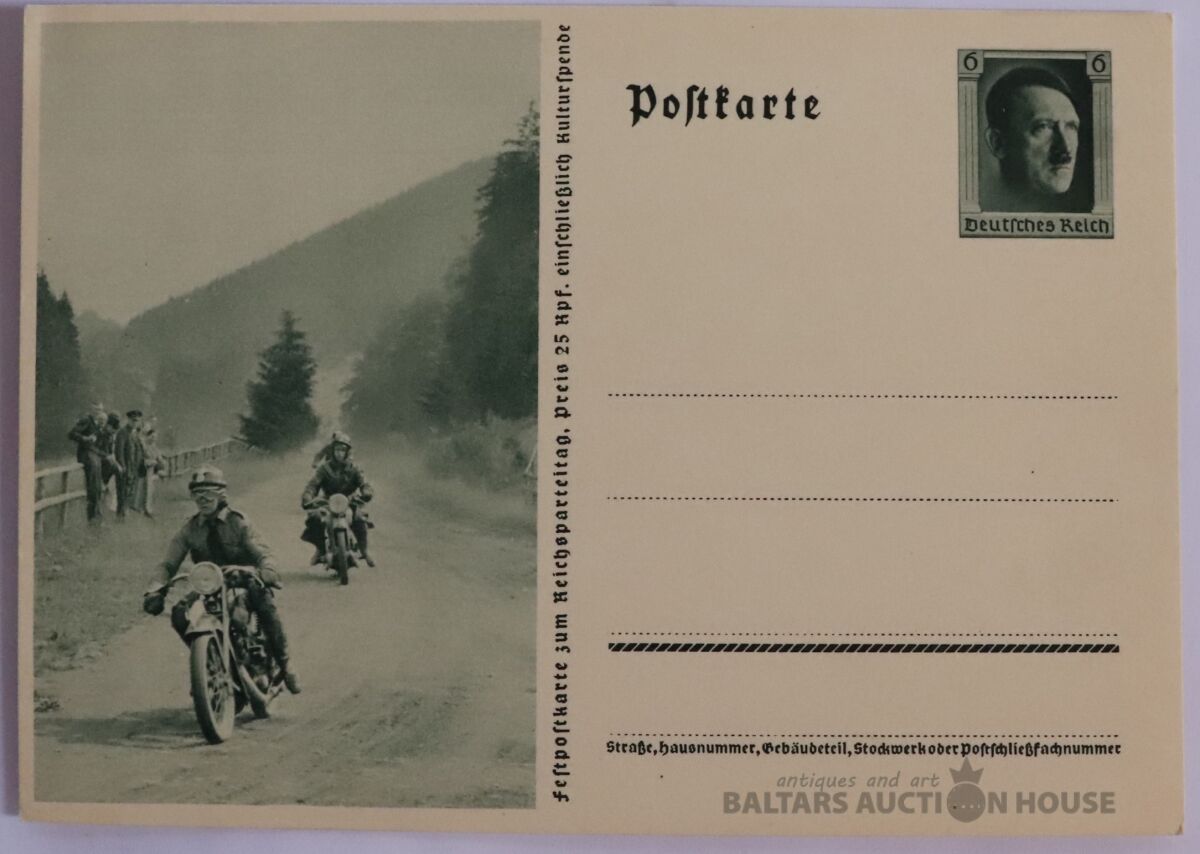 Festpostkarte zum Reichsparteitag, Preis 25 Rpf. einschließlich Kulturspende
Postkarte
6 6
Deutsches Reich
Straße, Hausnummer, Gebäudeteil, Stockwerk oder Postschließfachnummer
antiques and art
BALTARS AUCTION HOUSE